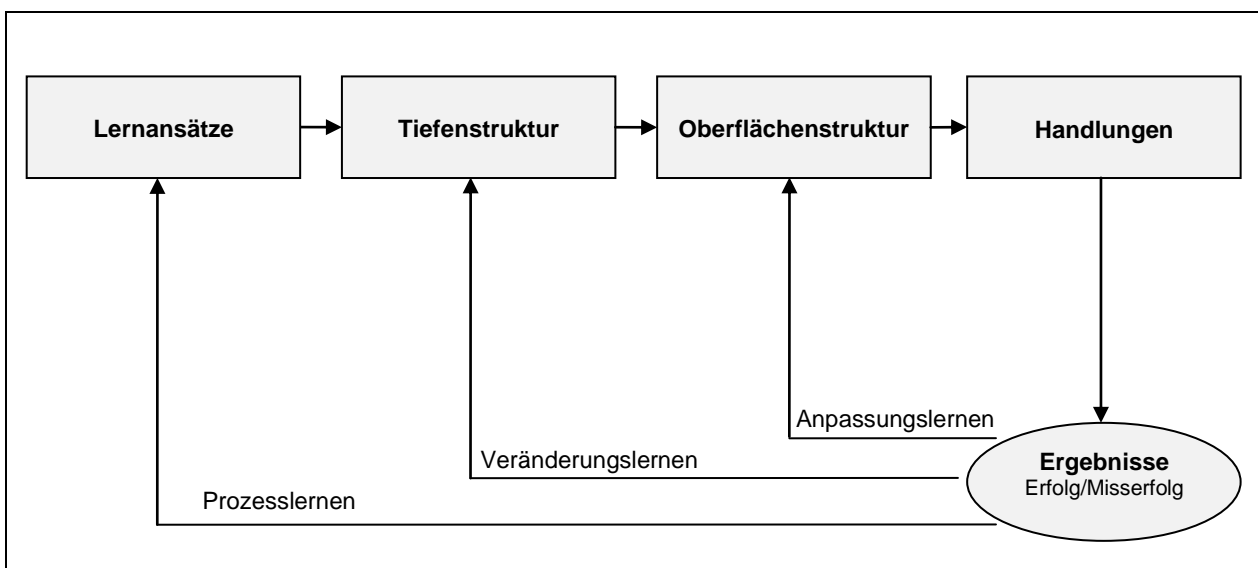 Lernansätze
Tiefenstruktur
Oberflächenstruktur
Handlungen
Anpassungslernen
Veränderungslernen
Prozesslernen
Ergebnisse
Erfolg/Misserfolg